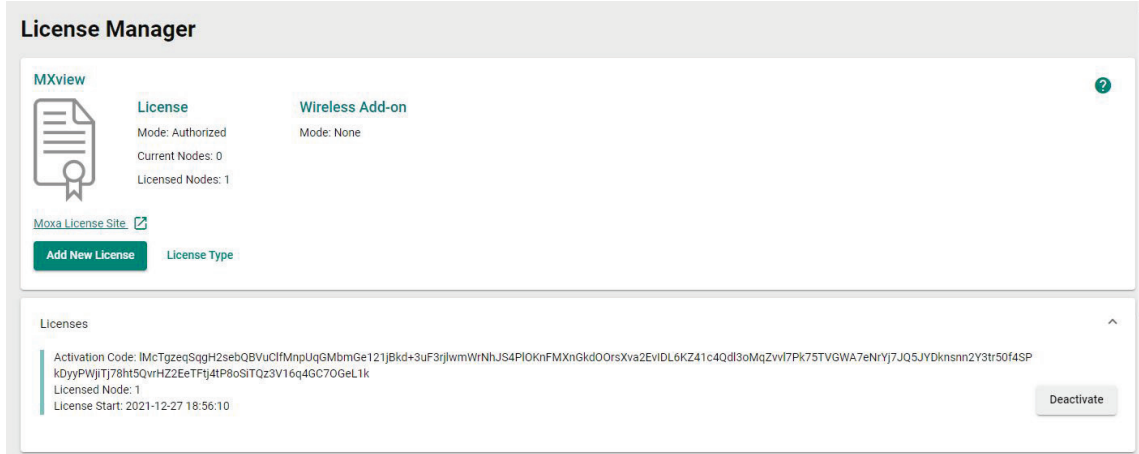 License Manager
MXview
?
License
Wireless Add-on
Mode: Authorized
Mode: None
Current Nodes: 0
Licensed Nodes: 1
Moxa License Site
Add New License
License Type
Licenses
Activation Code: lMcTgzeqSqgH2sebQBVuClfMnpUqGMbmGe121jBkd+3uF3rjlwmWrNhJS4PlOKnFMXnGkdOOrsXva2EvIDL6KZ41c4Qdl3oMqZvvl7Pk75TVGWA7eNrYj7JQ5JYDknsnn2Y3tr50f4SP
kDyyPWjiTj78ht5QvrHZ2EeTFtj4tP8oSiTQz3V16q4GC7OGeL1k
Licensed Node: 1
License Start: 2021-12-27 18:56:10
Deactivate